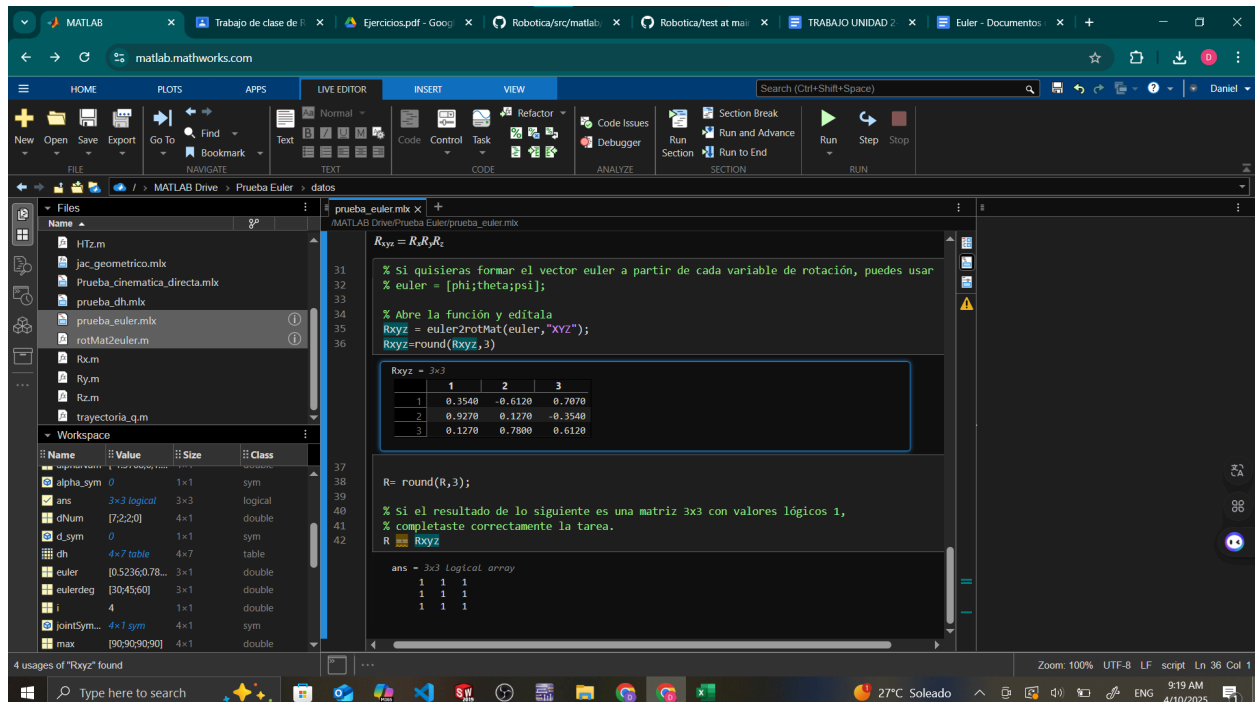 MATLAB
Trabajo de clase de R
Ejercicios.pdf - Goog
Robotica/src/matlab
Robotica/test at mai
TRABAJO UNIDAD 2-
Euler - Documentos
matlab.mathworks.com
D
HOME PLOTS APPS LIVE EDITOR INSERT VIEW
Search (Ctrl+Shift+Space)
Daniel
New Open Save Export
Go To
Find
Bookmark
Text
Normal
B I U M
Code Control Task
Refactor
Code Issues
Debugger
Run Section
Section Break
Run and Advance
Run to End
Run Step Stop
FILE NAVIGATE TEXT CODE ANALYZE SECTION RUN
/ > MATLAB Drive > Prueba Euler > datos
Files
Name
HTz.m
jac_geometrico.mlx
Prueba_cinematica_directa.mlx
prueba_dh.mlx
prueba_euler.mlx
rotMat2euler.m
Rx.m
Ry.m
Rz.m
trayectoria_q.m
Workspace
Name Value Size Class
alpha_sym 0 1×1 sym
ans 3×3 logical 3×3 logical
dNum [7;2;2;0] 4×1 double
d_sym 0 1×1 sym
dh 4×7 table 4×7 table
euler [0.5236;0.78... 3×1 double
eulerdeg [30;45;60] 3×1 double
i 4 1×1 double
jointSym... 4×1 sym 4×1 sym
max [90;90;90;90] 4×1 double
4 usages of "Rxyz" found
prueba_euler.mlx
/MATLAB Drive/Prueba Euler/prueba_euler.mlx
Rxyz = RxRyRz
31 % Si quisieras formar el vector euler a partir de cada variable de rotación, puedes usar
32 % euler = [phi;theta;psi];
33
34 % Abre la función y edítala
35 Rxyz = euler2rotMat(euler,"XYZ");
36 Rxyz=round(Rxyz,3)
Rxyz = 3×3
1 2 3
1 0.3540 -0.6120 0.7070
2 0.9270 0.1270 -0.3540
3 0.1270 0.7800 0.6120
37
38 R= round(R,3);
39
40 % Si el resultado de lo siguiente es una matriz 3x3 con valores lógicos 1,
41 % completaste correctamente la tarea.
42 R == Rxyz
ans = 3×3 logical array
1 1 1
1 1 1
1 1 1
Zoom: 100% UTF-8 LF script Ln 36 Col 1
Type here to search
27°C Soleado
ENG
9:19 AM
4/10/2025